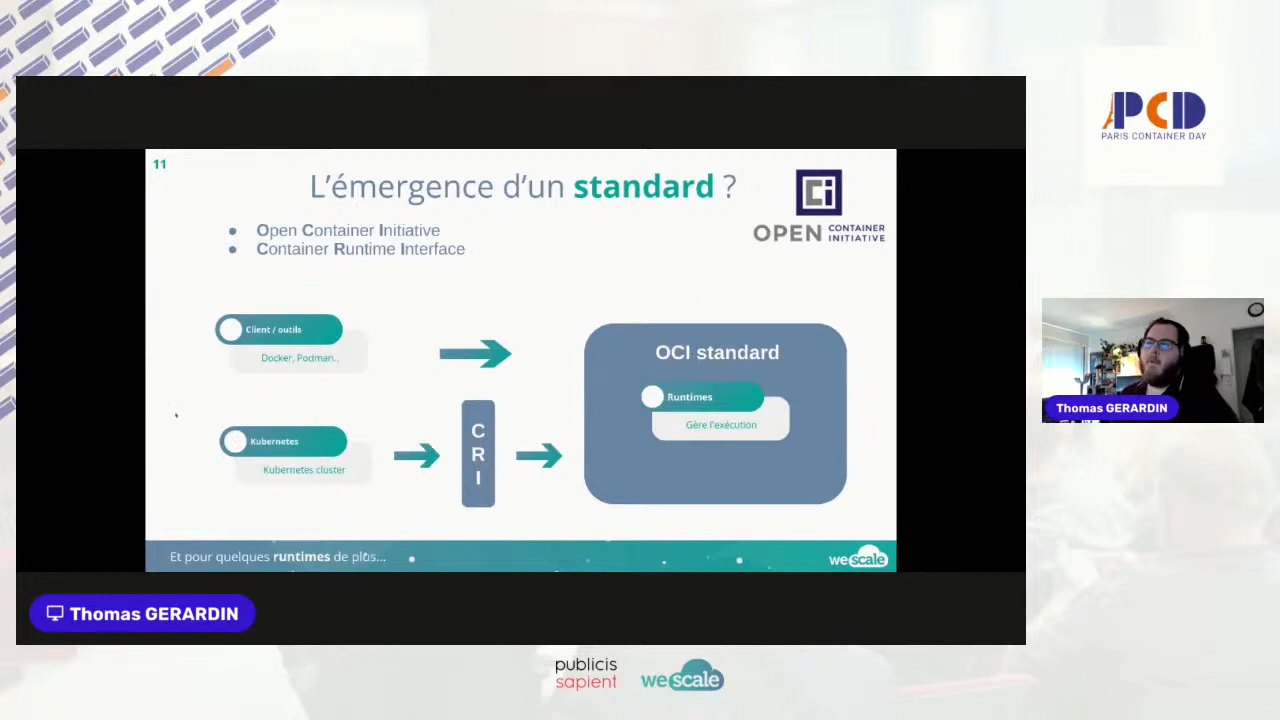 PCD
PARIS CONTAINER DAY
11
L'émergence d'un standard ?
Ci
OPEN CONTAINER INITIATIVE
● Open Container Initiative
● Container Runtime Interface
Client / outils
Docker, Podman..
OCI standard
Runtimes
Gère l'exécution
Kubernetes
Kubernetes cluster
C
R
I
Et pour quelques runtimes de plus...
wescale
Thomas GERARDIN
Thomas GERARDIN
publicis
sapient
wescale